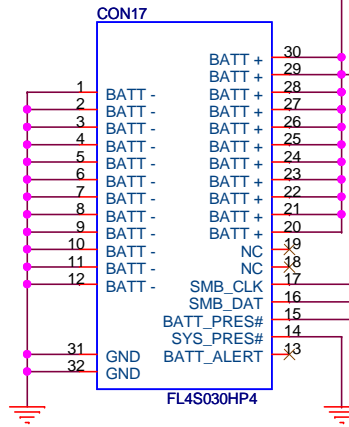 CON17
30 BATT +
29 BATT +
1 BATT - 28 BATT +
2 BATT - 27 BATT +
3 BATT - 26 BATT +
4 BATT - 25 BATT +
5 BATT - 24 BATT +
6 BATT - 23 BATT +
7 BATT - 22 BATT +
8 BATT - 21 BATT +
9 BATT - 20 BATT +
10 BATT - NC 19
11 BATT - NC 18
12 BATT - SMB_CLK 17
SMB_DAT 16
BATT_PRES# 15
SYS_PRES# 14
31 GND BATT_ALERT 13
32 GND
FL4S030HP4